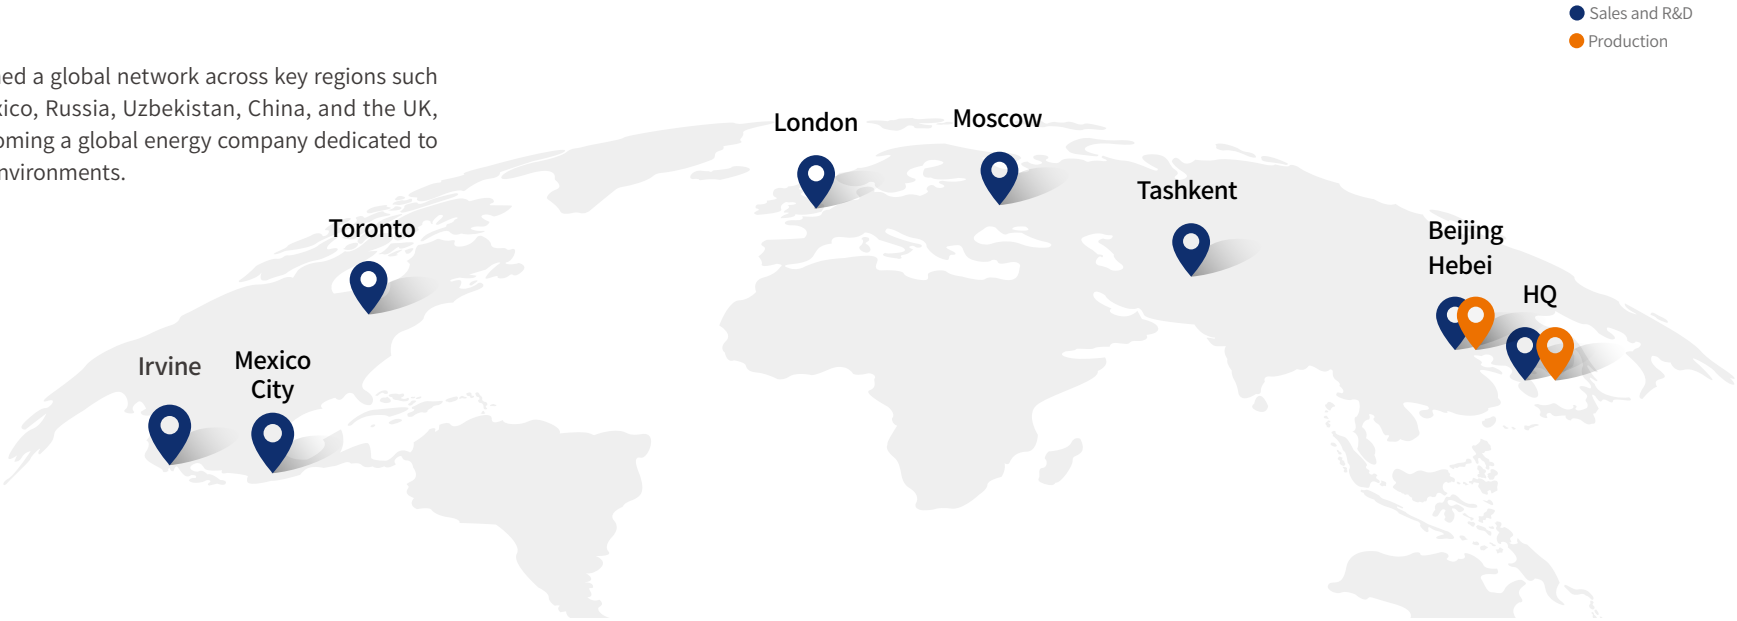 Sales and R&D
Production
ed a global network across key regions such
ico, Russia, Uzbekistan, China, and the UK,
oming a global energy company dedicated to
nvironments.
London
Moscow
Tashkent
Toronto
Beijing
Hebei
HQ
Irvine
Mexico
City